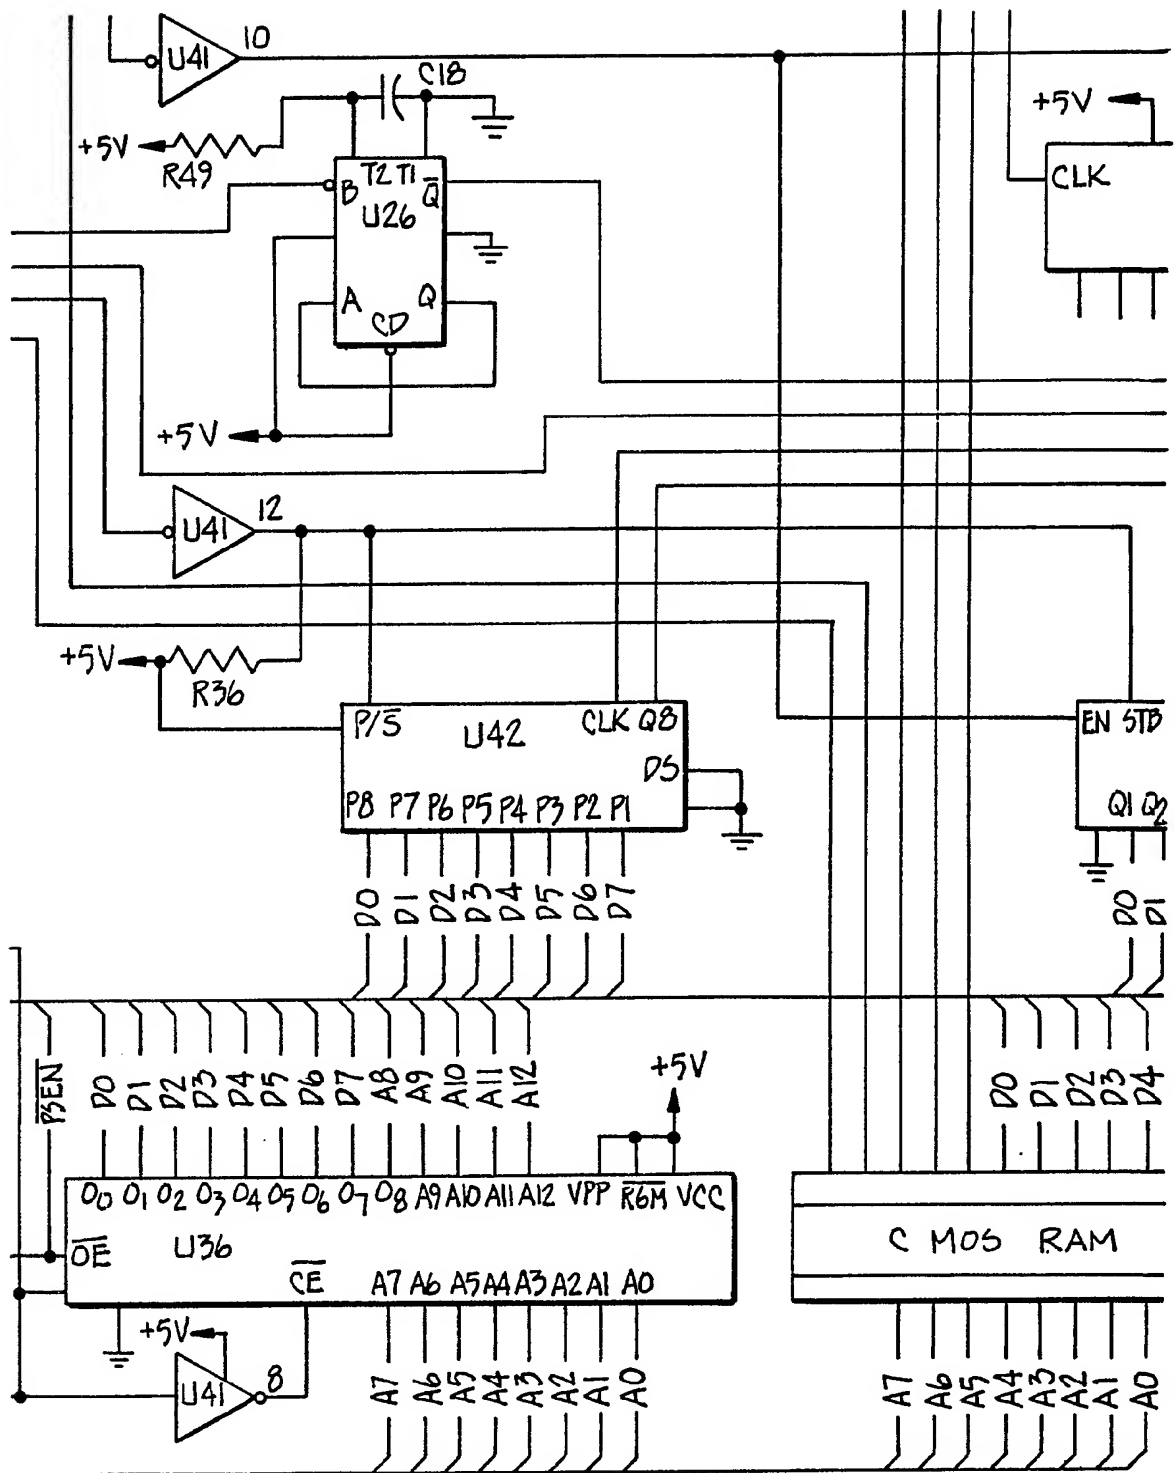 U41 10
C18
+5V
+5V
R49
T2 T1
CLK
B Q̅
U26
A Q
CD
+5V
U41 12
+5V
R36
P/S̅ U42 CLK Q8
EN STB
DS
P8 P7 P6 P5 P4 P3 P2 P1
Q1 Q2
D0 D1 D2 D3 D4 D5 D6 D7
D0 D1
+5V
P̅S̅E̅N̅ D0 D1 D2 D3 D4 D5 D6 D7 A8 A9 A10 A11 A12
D0 D1 D2 D3 D4
O0 O1 O2 O3 O4 O5 O6 O7 O8 A9 A10 A11 A12 VPP R̅G̅M̅ VCC
O̅E̅ U36
C MOS RAM
C̅E̅
A7 A6 A5 A4 A3 A2 A1 A0
+5V
U41 8
A7 A6 A5 A4 A3 A2 A1 A0
A7 A6 A5 A4 A3 A2 A1 A0